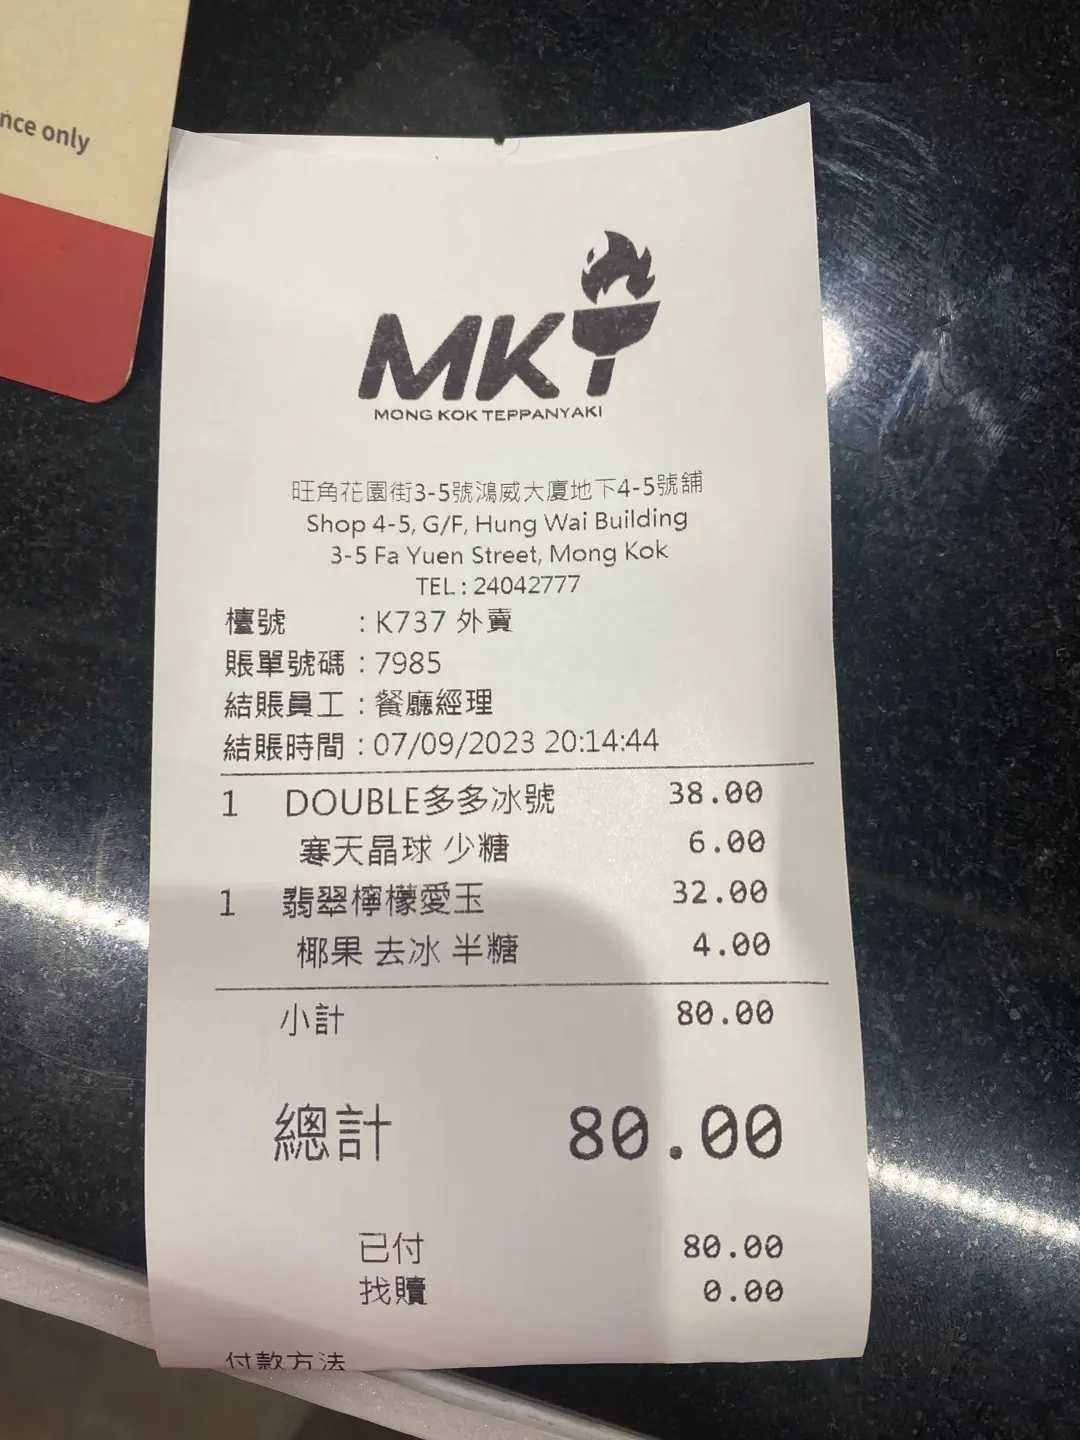 nce only
MKT
MONG KOK TEPPANYAKI
旺角花園街3-5號鴻威大廈地下4-5號舖
Shop 4-5, G/F, Hung Wai Building
3-5 Fa Yuen Street, Mong Kok
TEL : 24042777
檯號 : K737 外賣
賬單號碼 : 7985
結賬員工 : 餐廳經理
結賬時間 : 07/09/2023 20:14:44
1 DOUBLE多多冰號 38.00
寒天晶球 少糖 6.00
1 翡翠檸檬愛玉 32.00
椰果 去冰 半糖 4.00
小計 80.00
總計 80.00
已付 80.00
找贖 0.00
付款方法